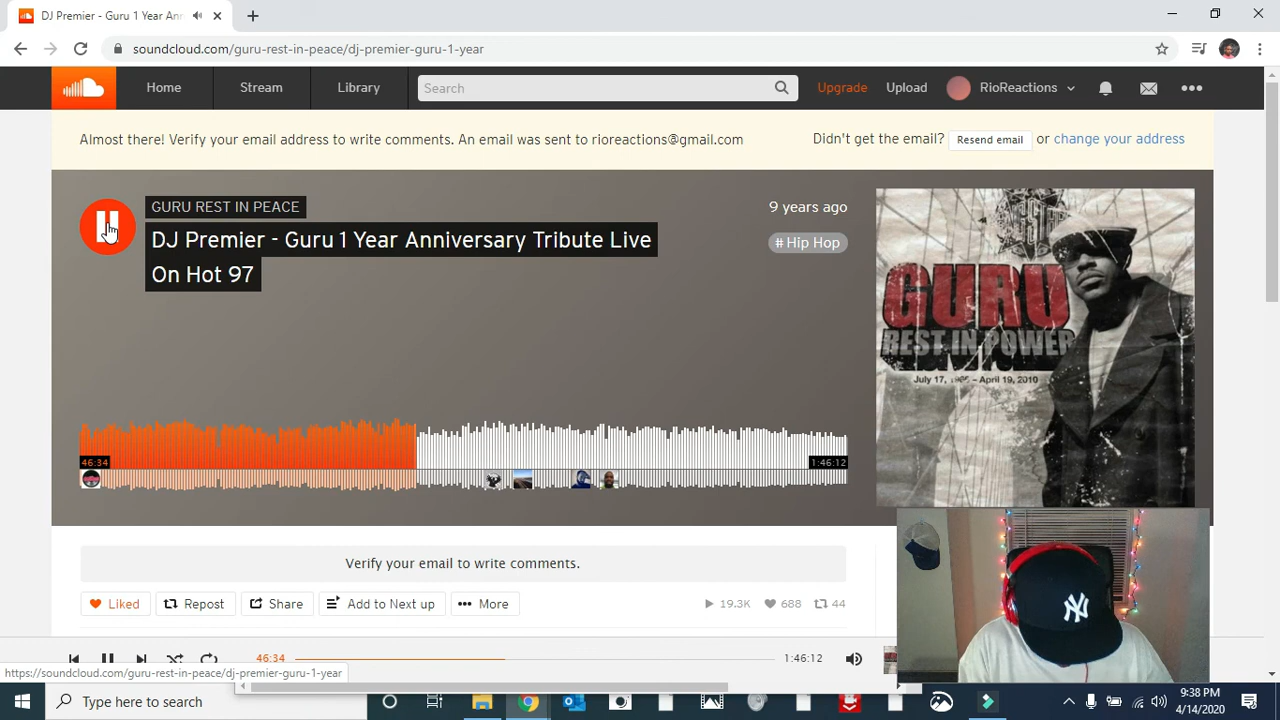 DJ Premier - Guru 1 Year Ann
soundcloud.com/guru-rest-in-peace/dj-premier-guru-1-year
Home
Stream
Library
Search
Upgrade
Upload
RioReactions
Almost there! Verify your email address to write comments. An email was sent to rioreactions@gmail.com
Didn't get the email? Resend email or change your address
GURU REST IN PEACE
9 years ago
DJ Premier - Guru 1 Year Anniversary Tribute Live
On Hot 97
# Hip Hop
GURU
REST IN POWER
April 19, 2010
46:34
1:46:12
Verify your email to write comments.
Liked
Repost
Share
Add to Next up
More
19.3K
688
44
46:34
1:46:12
https://soundcloud.com/guru-rest-in-peace/dj-premier-guru-1-year
NY
Type here to search
9:38 PM
4/14/2020